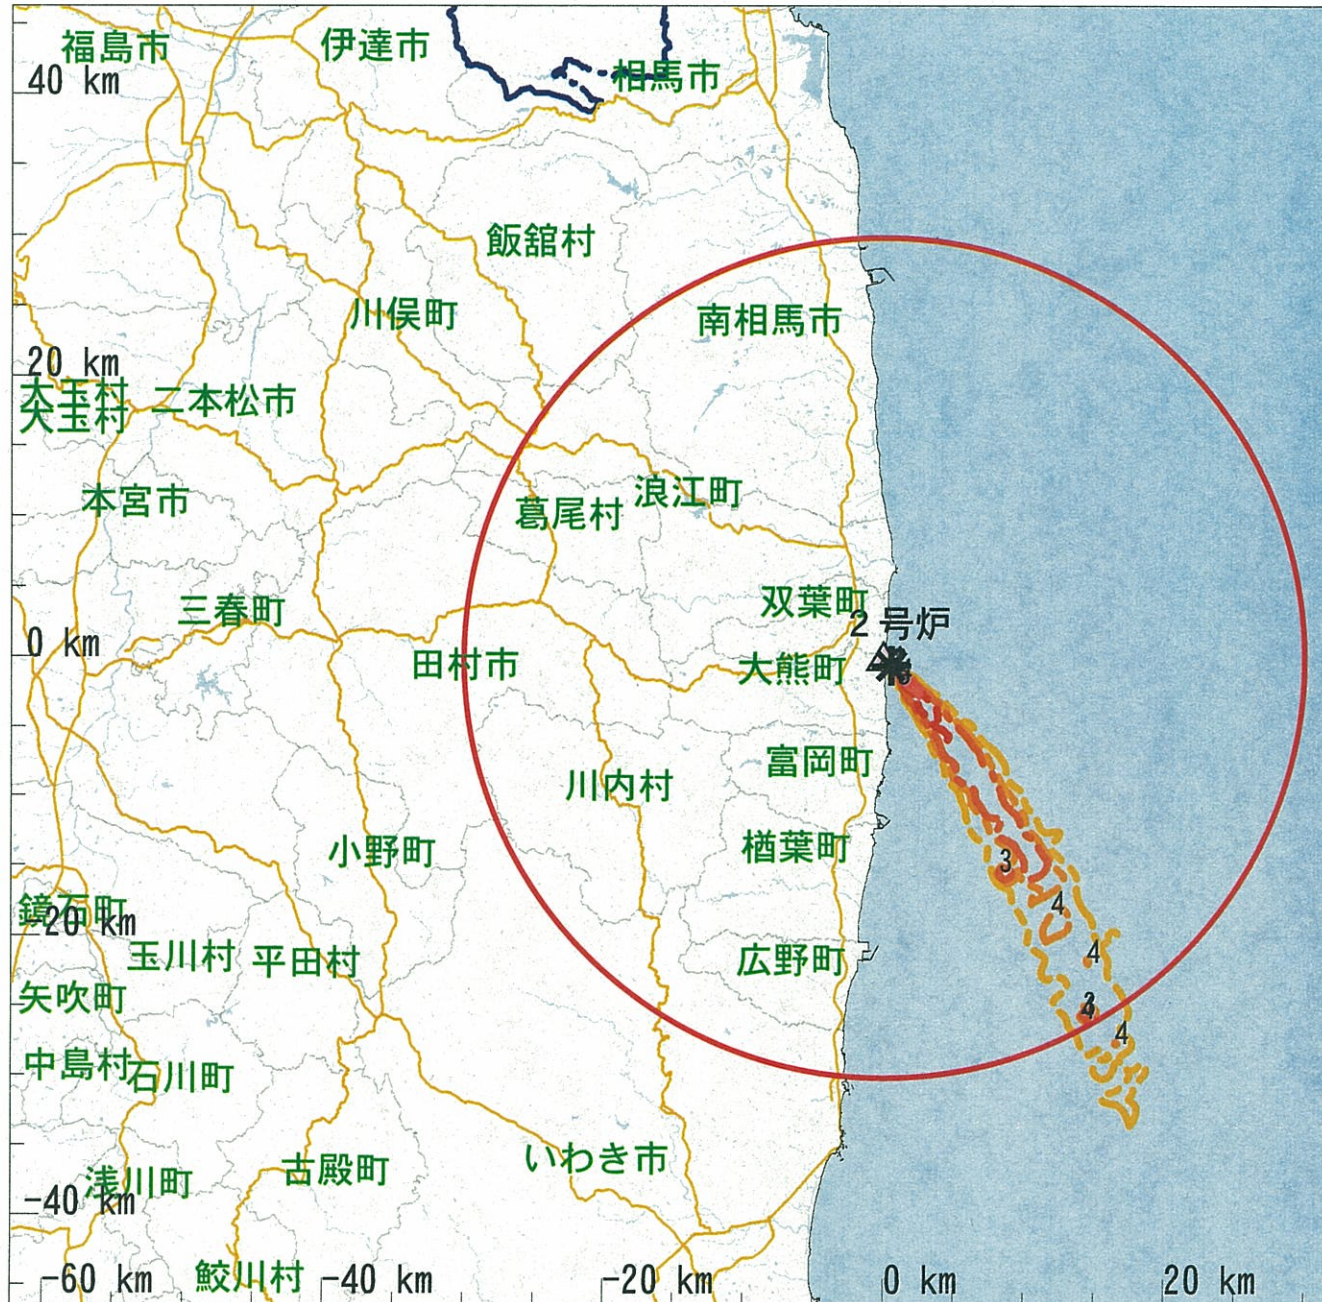 福島市
伊達市
相馬市
40 km
飯舘村
川俣町
南相馬市
20 km
大玉村
大玉村
二本松市
本宮市
葛尾村
浪江町
三春町
双葉町
2号炉
0 km
田村市
大熊町
富岡町
川内村
小野町
楢葉町
3
4
鏡石町
-20 km
玉川村
平田村
広野町
4
矢吹町
4
中島村
石川町
いわき市
古殿町
浅川町
-40 km
鮫川村
-60 km
-40 km
-20 km
0 km
20 km